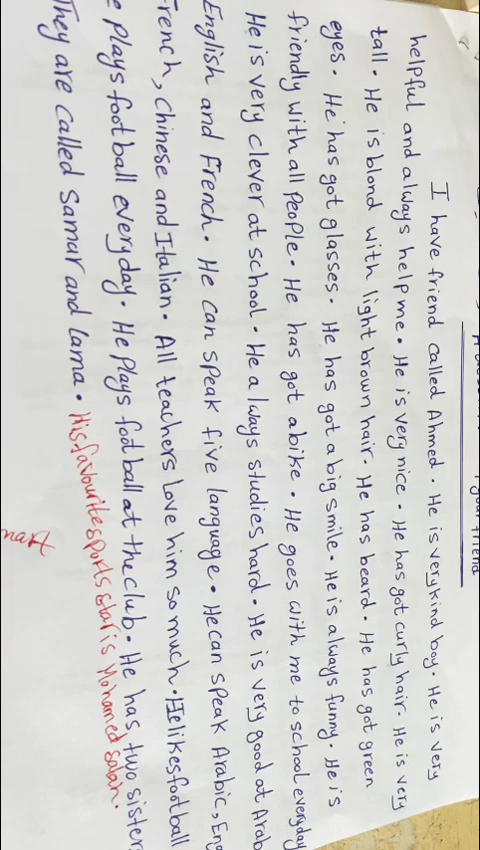 your friend
I have friend called Ahmed. He is very kind boy. He is very
helpful and always help me. He is very nice. He has got curly hair. He is very
tall. He is blond with light brown hair. He has beard. He has got green
eyes. He has got glasses. He has got a big smile. He is always funny. He is
friendly with all people. He has got a bike. He goes with me to school everyday
He is very clever at school. He always studies hard. He is very good at Arab
English and French. He can speak five language. He can speak Arabic, Eng
French, chinese and Italian. All teachers love him so much. He likes football
e plays football everyday. He plays football at the club. He has two sister
They are called Samar and Lama. His favourite sports star is Mohamed salah.